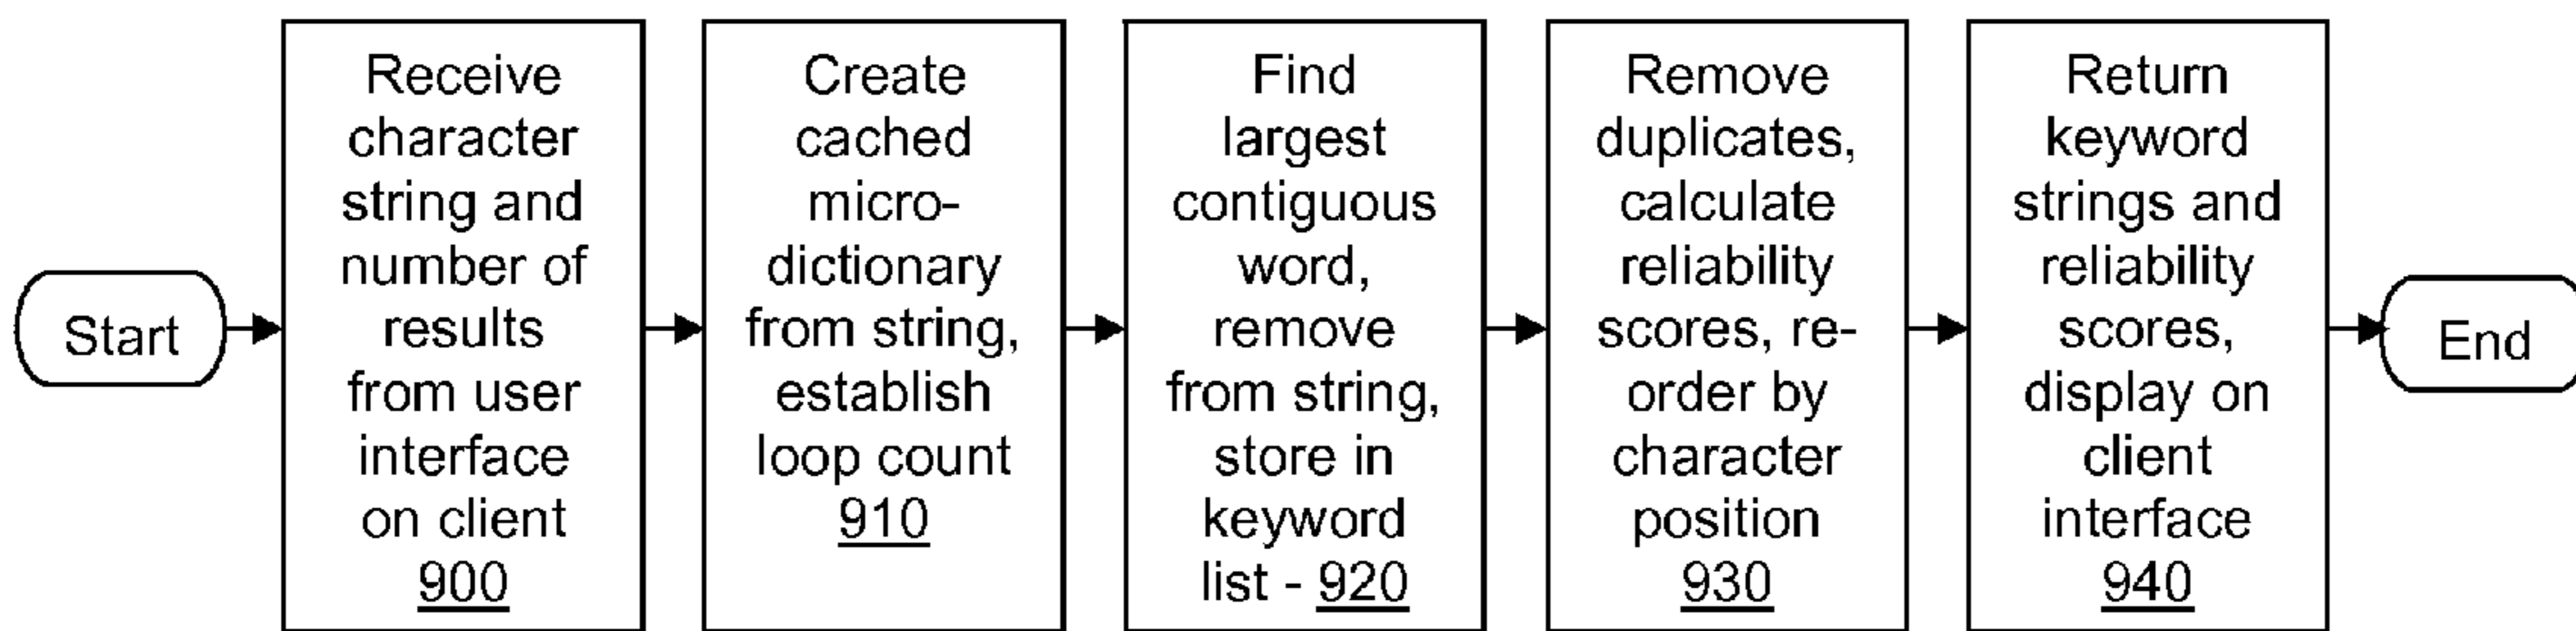 Start
Receive
character
string and
number of
results
from user
interface
on client
900
Create
cached
micro-
dictionary
from string,
establish
loop count
910
Find
largest
contiguous
word,
remove
from string,
store in
keyword
list - 920
Remove
duplicates,
calculate
reliability
scores, re-
order by
character
position
930
Return
keyword
strings and
reliability
scores,
display on
client
interface
940
End